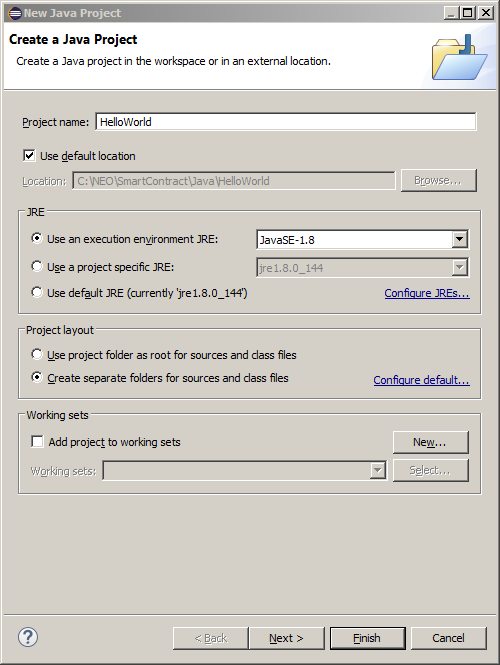 New Java Project
Create a Java Project
Create a Java project in the workspace or in an external location.
Project name: HelloWorld
Use default location
Location: C:\NEO\SmartContract\Java\HelloWorld Browse...
JRE
Use an execution environment JRE: JavaSE-1.8
Use a project specific JRE: jre1.8.0_144
Use default JRE (currently 'jre1.8.0_144') Configure JREs...
Project layout
Use project folder as root for sources and class files
Create separate folders for sources and class files Configure default...
Working sets
Add project to working sets New...
Working sets: Select...
? < Back Next > Finish Cancel